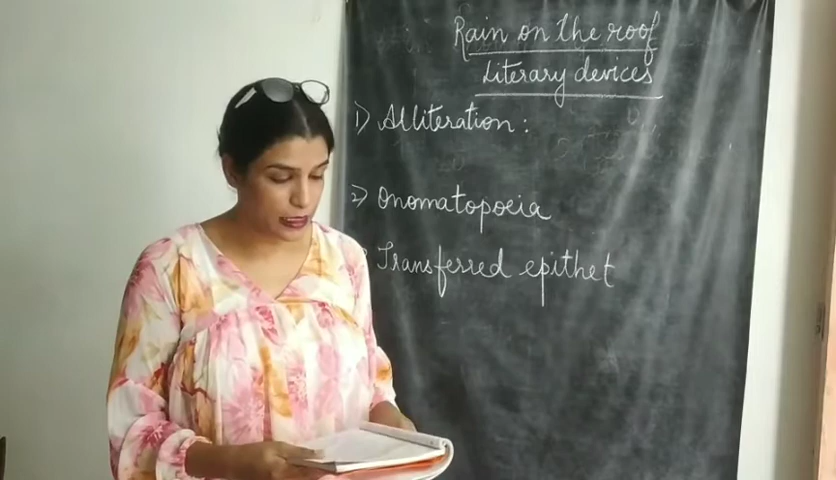 Rain on the roof
Literary devices
1) Alliteration:
2) Onomatopoeia
Transferred epithet